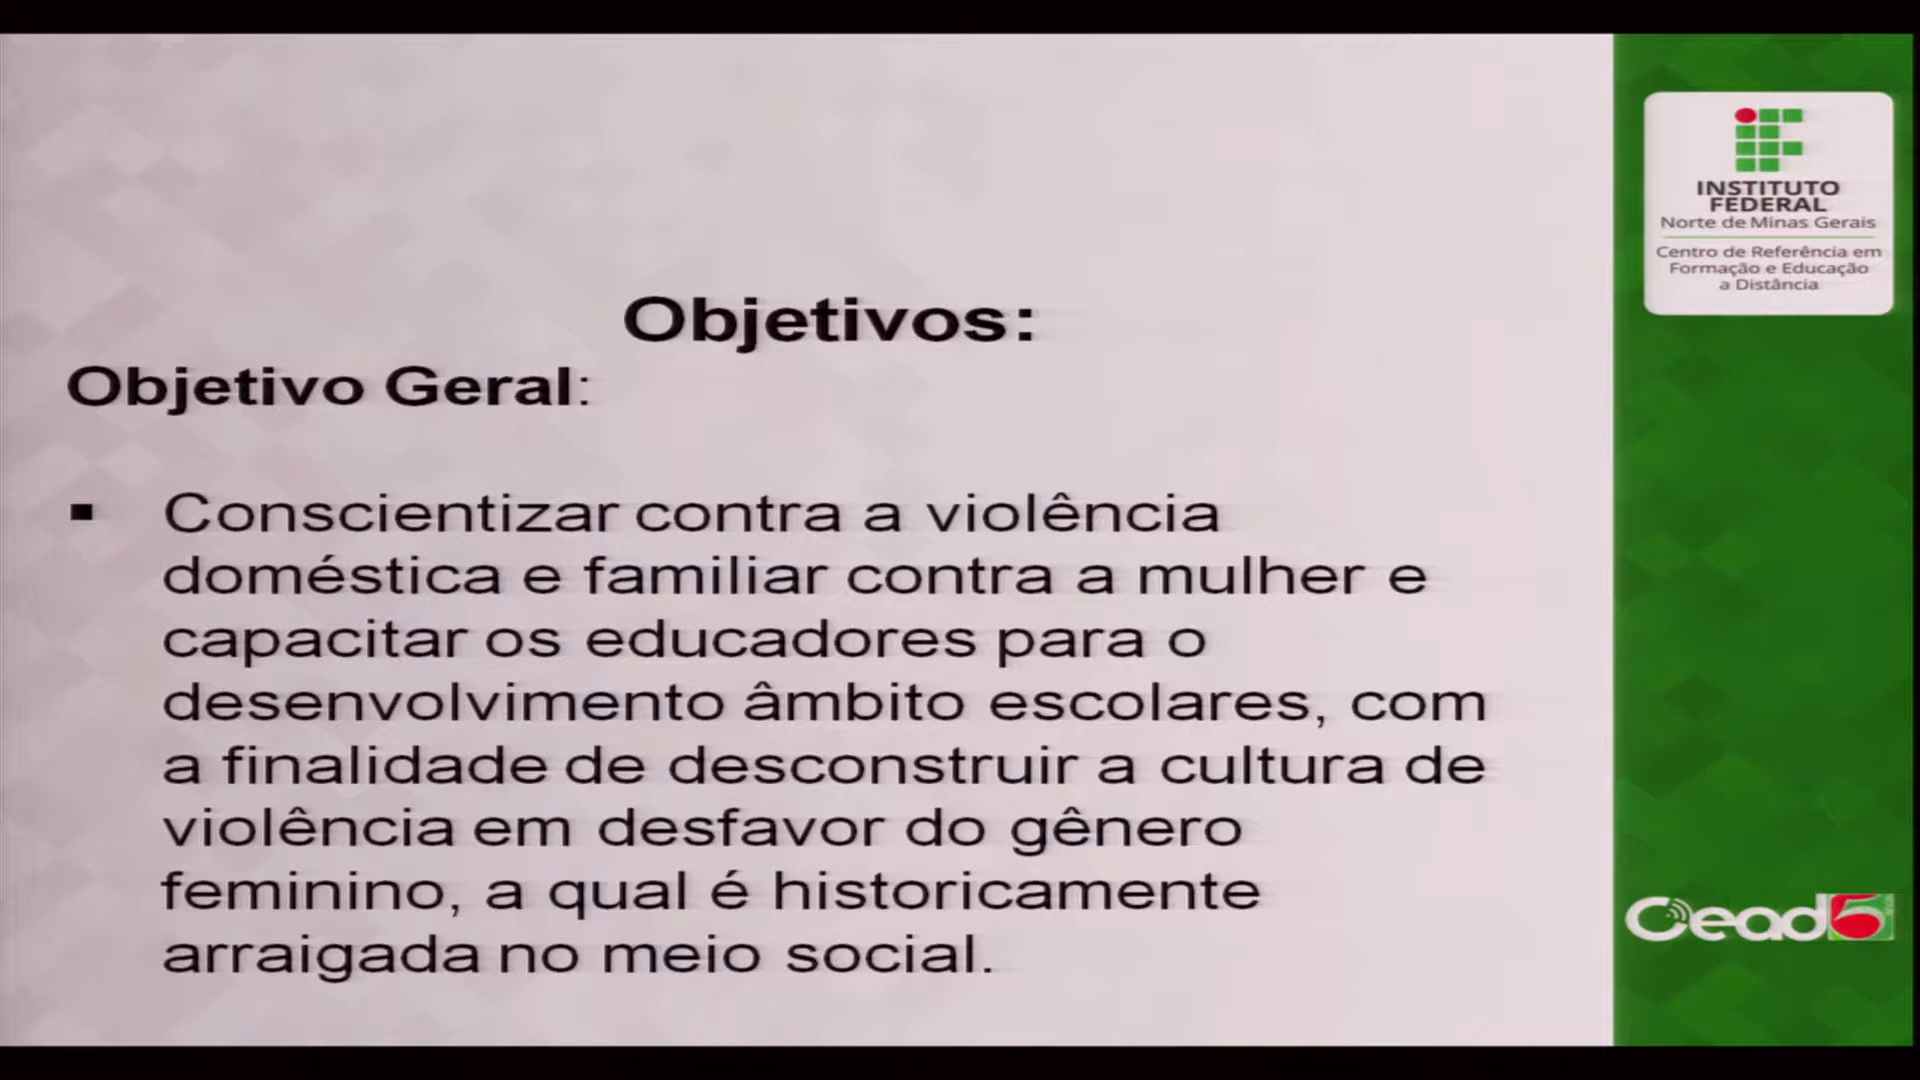 Objetivos:
Objetivo Geral:
▪ Conscientizar contra a violência
doméstica e familiar contra a mulher e
capacitar os educadores para o
desenvolvimento âmbito escolares, com
a finalidade de desconstruir a cultura de
violência em desfavor do gênero
feminino, a qual é historicamente
arraigada no meio social.
INSTITUTO
FEDERAL
Norte de Minas Gerais
Centro de Referência em
Formação e Educação
a Distância
Cead5